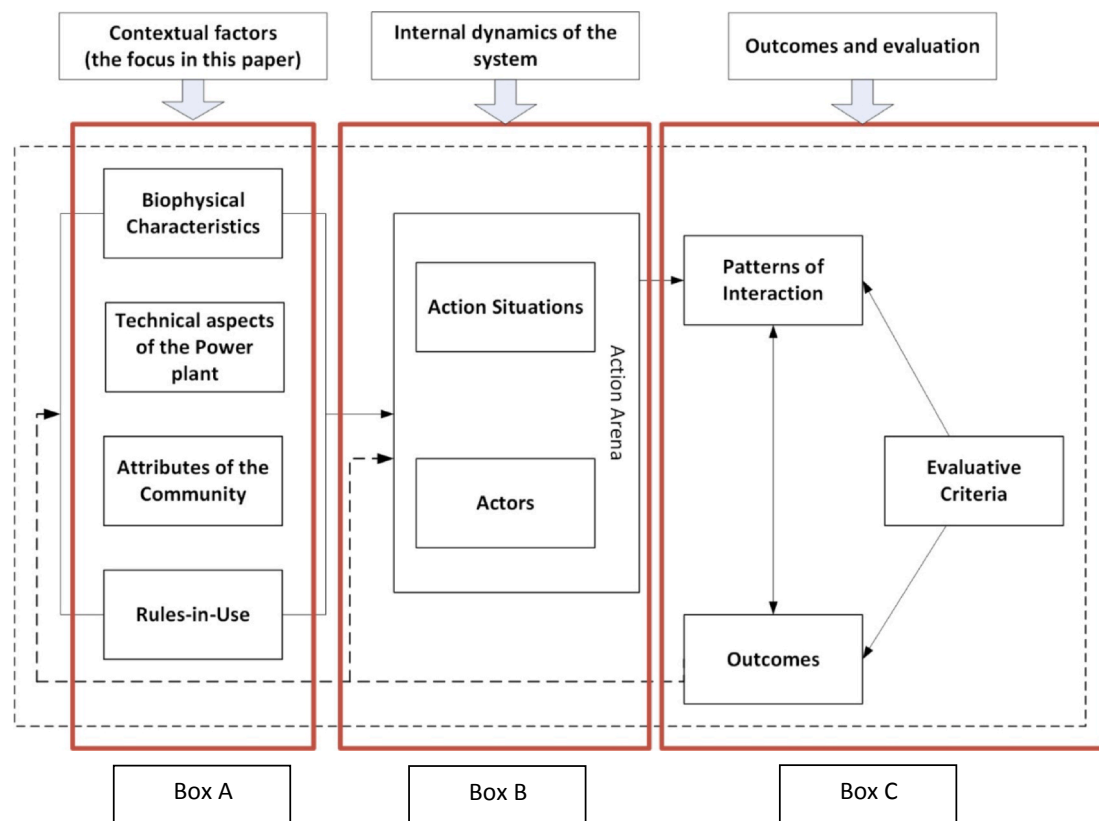 Contextual factors
(the focus in this paper)
Internal dynamics of the
system
Outcomes and evaluation
Biophysical
Characteristics
Technical aspects
of the Power
plant
Attributes of the
Community
Rules-in-Use
Action Situations
Actors
Action Arena
Patterns of
Interaction
Evaluative
Criteria
Outcomes
Box A
Box B
Box C